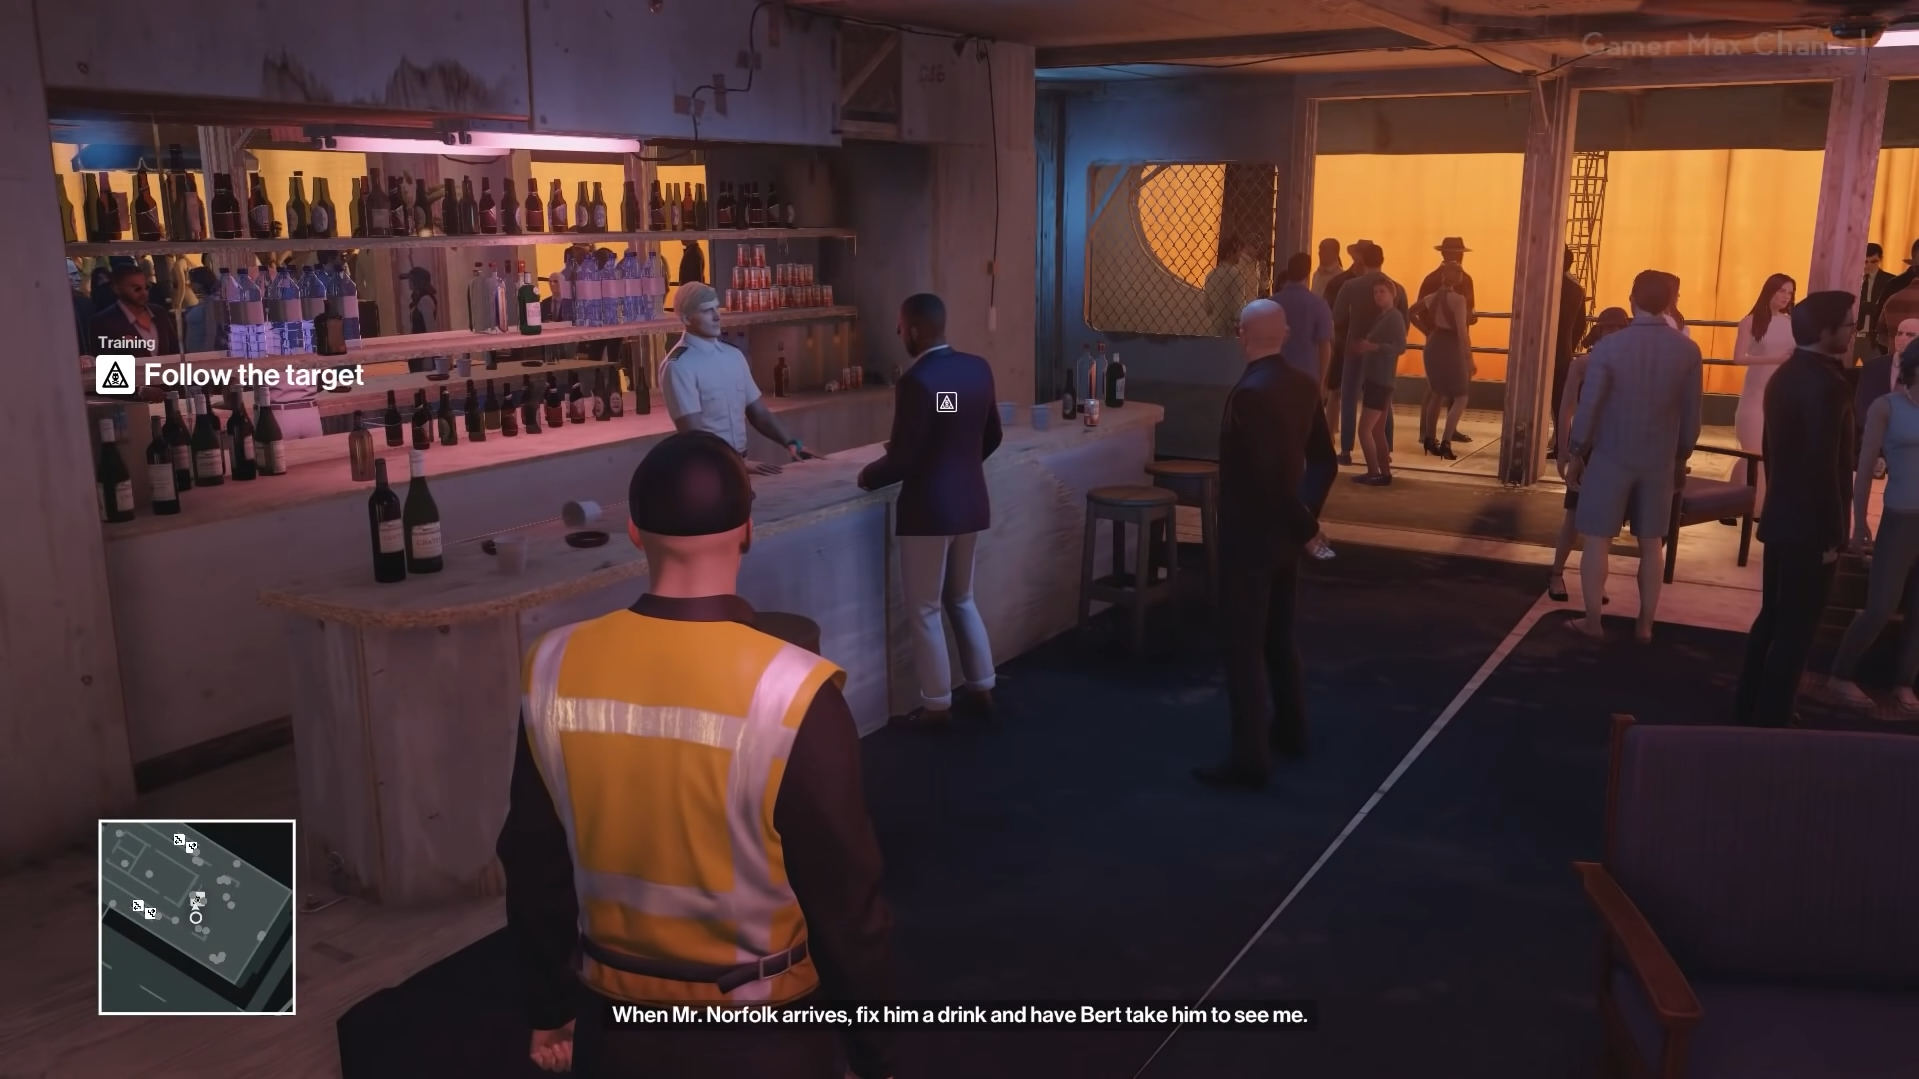 Gamer Max Channel
Training
Follow the target
When Mr. Norfolk arrives, fix him a drink and have Bert take him to see me.